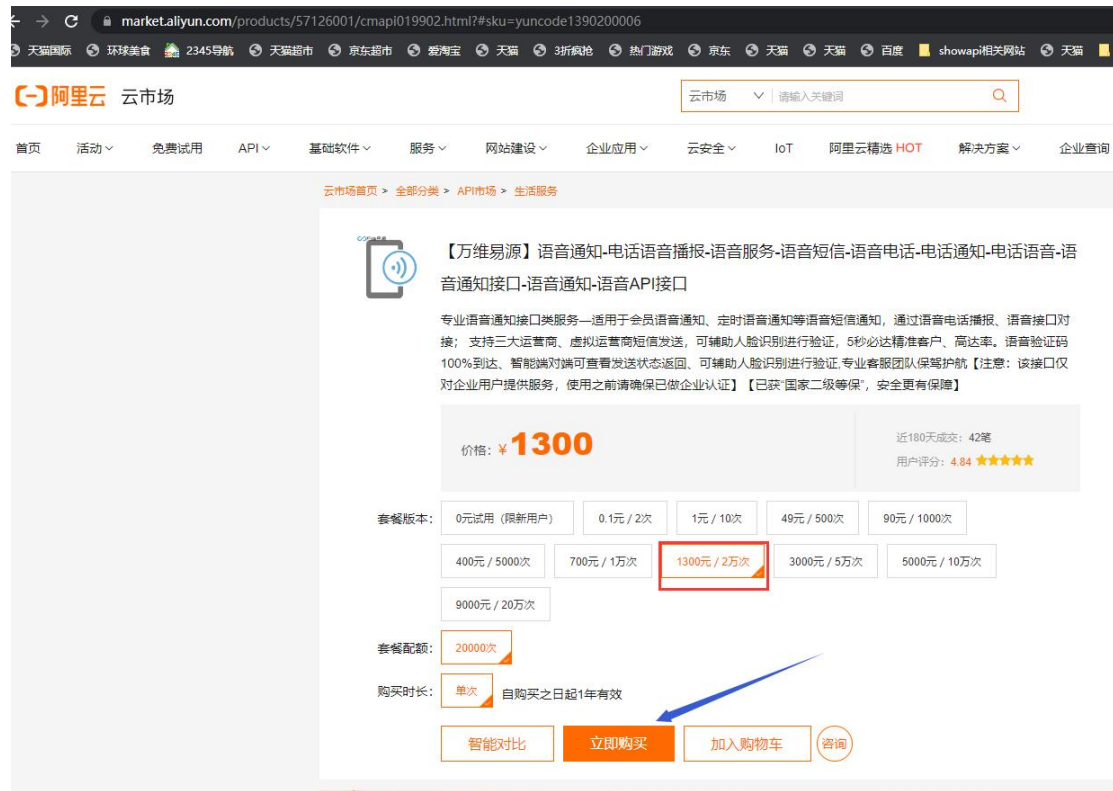 market.aliyun.com/products/57126001/cmapi019902.html?#sku=yuncode1390200006
天猫国际 环球美食 2345导航 天猫超市 京东超市 爱淘宝 天猫 3折疯抢 热门游戏 京东 天猫 天猫 百度 showapi相关网站 天猫
阿里云 云市场
云市场 请输入关键词
首页 活动 免费试用 API 基础软件 服务 网站建设 企业应用 云安全 IoT 阿里云精选 HOT 解决方案 企业查询
云市场首页 > 全部分类 > API市场 > 生活服务
【万维易源】语音通知-电话语音播报-语音服务-语音短信-语音电话-电话通知-电话语音-语
音通知接口-语音通知-语音API接口
专业语音通知接口类服务—适用于会员语音通知、定时语音通知等语音短信通知，通过语音电话播报、语音接口对
接；支持三大运营商、虚拟运营商短信发送，可辅助人脸识别进行验证，5秒必达精准客户、高达率。语音验证码
100%到达、智能端对端可查看发送状态返回、可辅助人脸识别进行验证,专业客服团队保驾护航【注意：该接口仅
对企业用户提供服务，使用之前请确保已做企业认证】【已获“国家二级等保”，安全更有保障】
价格：¥ 1300
近180天成交：42笔
用户评分：4.84
套餐版本： 0元试用（限新用户） 0.1元 / 2次 1元 / 10次 49元 / 500次 90元 / 1000次
400元 / 5000次 700元 / 1万次 1300元 / 2万次 3000元 / 5万次 5000元 / 10万次
9000元 / 20万次
套餐配额： 20000次
购买时长： 单次 自购买之日起1年有效
智能对比 立即购买 加入购物车 咨询